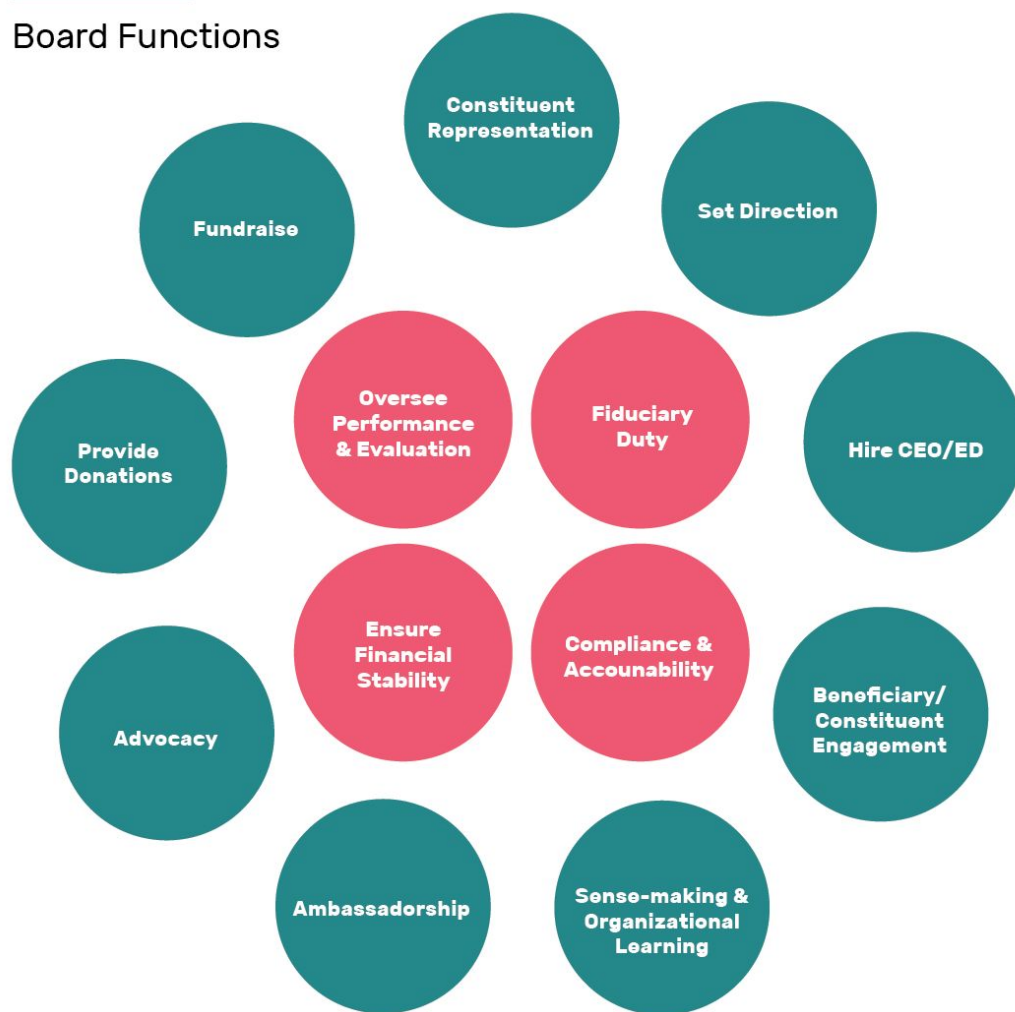 Board Functions
Constituent
Representation
Set Direction
Fundraise
Oversee
Performance
& Evaluation
Fiduciary
Duty
Hire CEO/ED
Provide
Donations
Ensure
Financial
Stability
Compliance &
Accounability
Beneficiary/
Constituent
Engagement
Advocacy
Ambassadorship
Sense-making &
Organizational
Learning